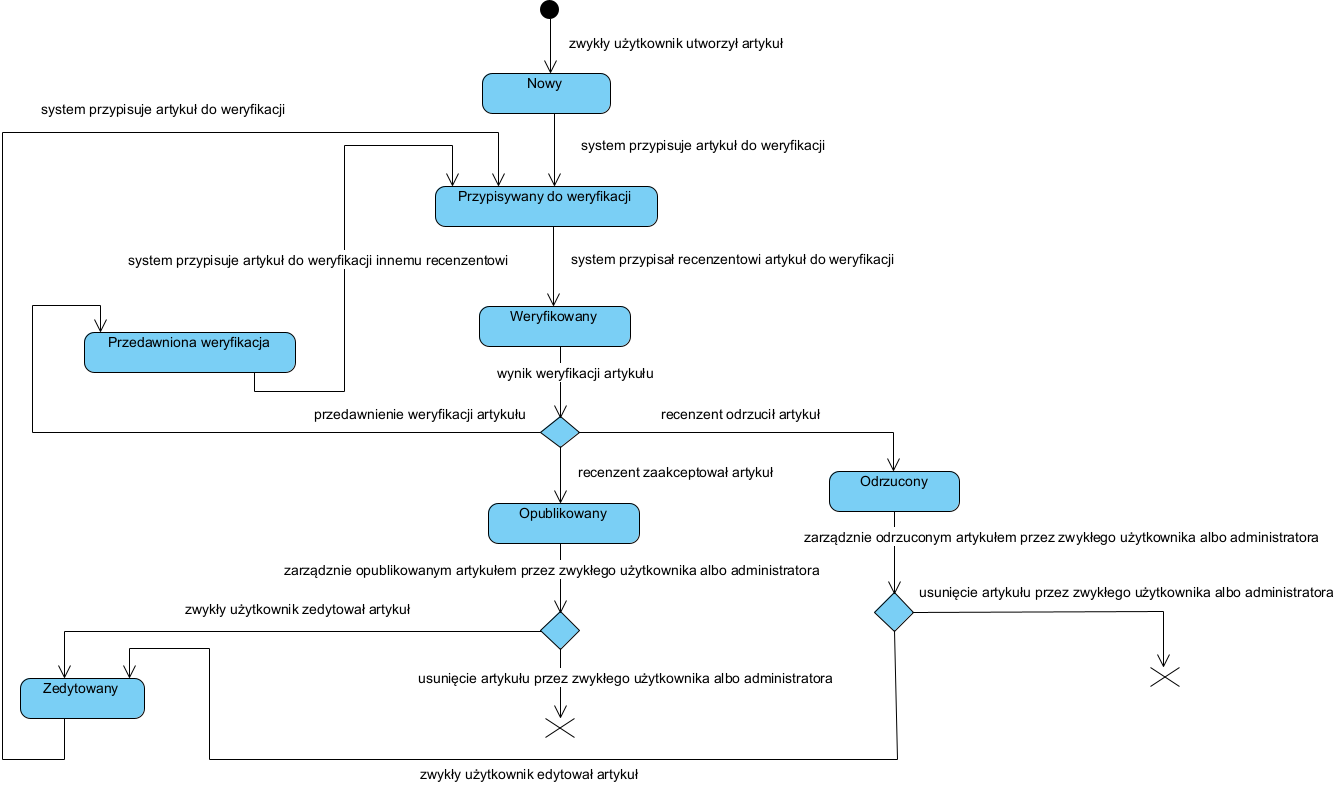 zwykły użytkownik utworzył artykuł
Nowy
system przypisuje artykuł do weryfikacji
system przypisuje artykuł do weryfikacji
Przypisywany do weryfikacji
system przypisuje artykuł do weryfikacji innemu recenzentowi
system przypisał recenzentowi artykuł do weryfikacji
Weryfikowany
Przedawniona weryfikacja
wynik weryfikacji artykułu
przedawnienie weryfikacji artykułu
recenzent odrzucił artykuł
recenzent zaakceptował artykuł
Odrzucony
Opublikowany
zarządznie odrzuconym artykułem przez zwykłego użytkownika albo administratora
zarządznie opublikowanym artykułem przez zwykłego użytkownika albo administratora
usunięcie artykułu przez zwykłego użytkownika albo administratora
zwykły użytkownik zedytował artykuł
usunięcie artykułu przez zwykłego użytkownika albo administratora
Zedytowany
zwykły użytkownik edytował artykuł